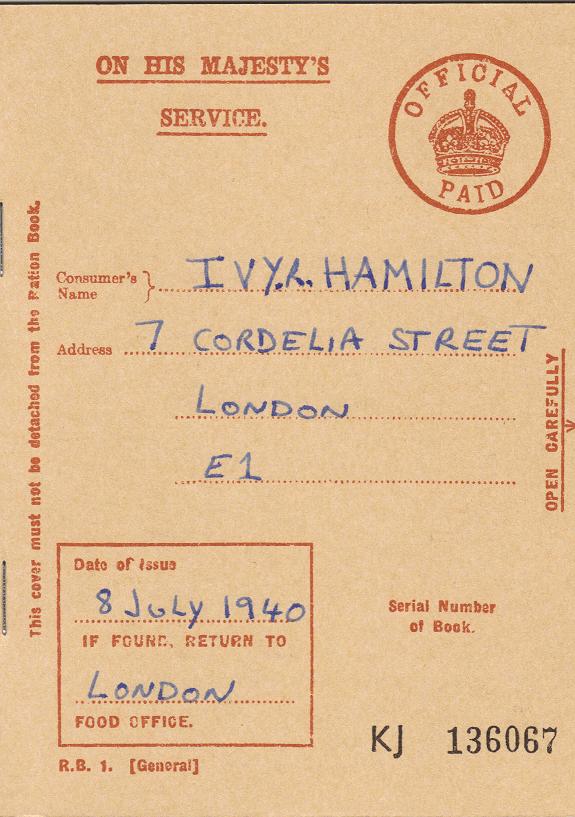 ON HIS MAJESTY'S
SERVICE.
OFFICIAL
PAID
This cover must not be detached from the Ration Book.
Consumer's
Name
IVY.R. HAMILTON
Address 7 CORDELIA STREET
LONDON
E1
OPEN CAREFULLY
Date of Issue
8 JULY 1940
IF FOUND, RETURN TO
LONDON
FOOD OFFICE.
Serial Number
of Book.
KJ 136067
R.B. 1. [General]